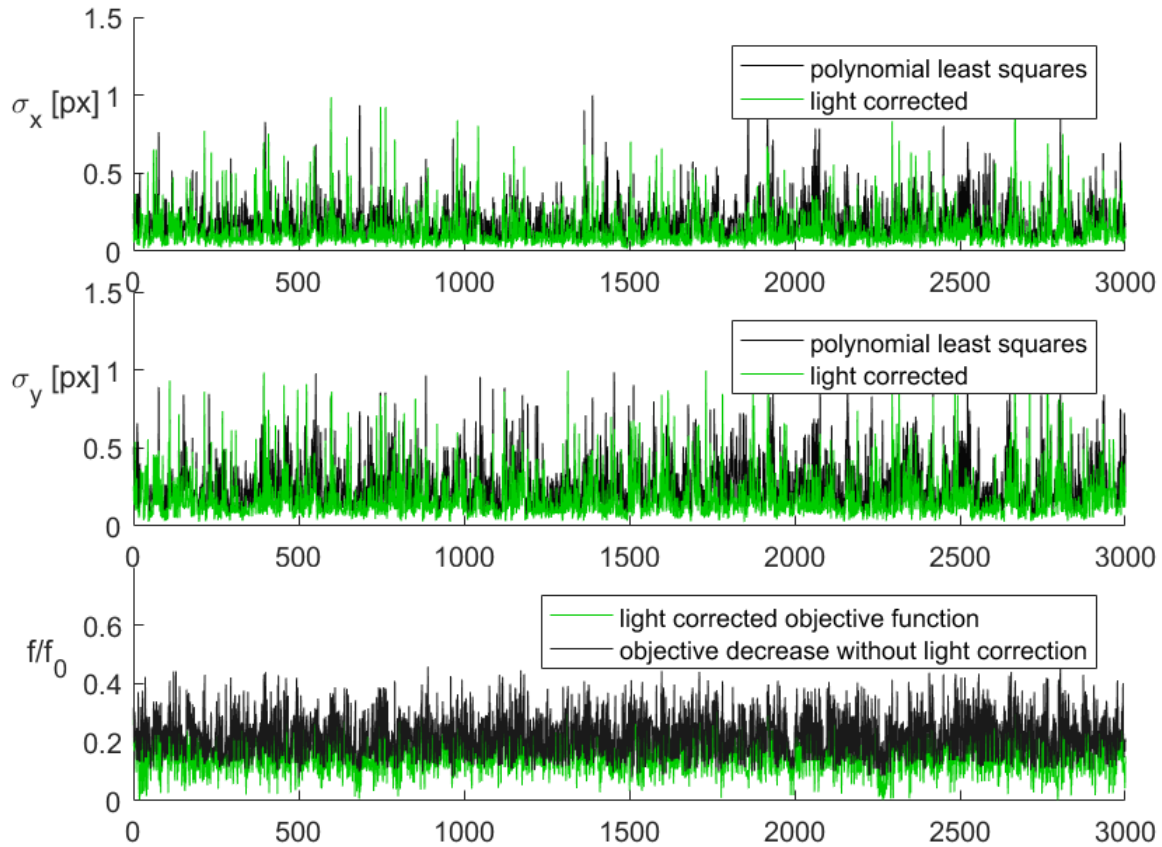 1.5
polynomial least squares
σx [px] 1
light corrected
0.5
0
0 500 1000 1500 2000 2500 3000
1.5
polynomial least squares
σy [px] 1
light corrected
0.5
0
0 500 1000 1500 2000 2500 3000
light corrected objective function
0.6
f/f0
objective decrease without light correction
0.4
0.2
0
0 500 1000 1500 2000 2500 3000